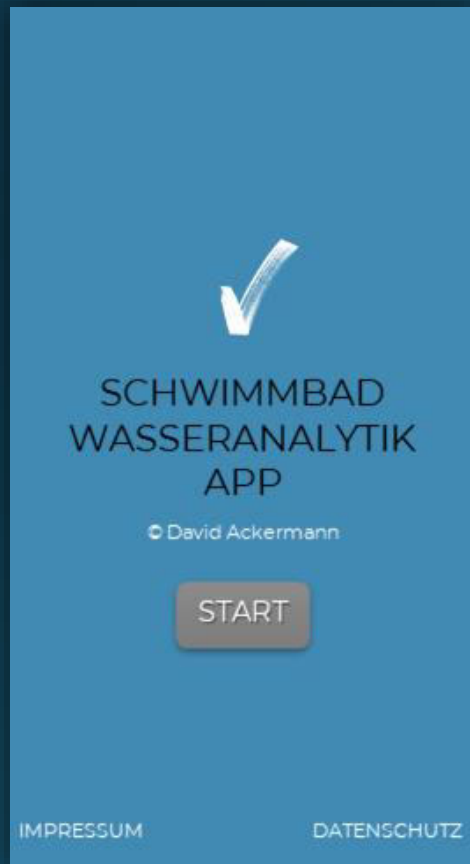 SCHWIMMBAD
WASSERANALYTIK
APP
© David Ackermann
START
IMPRESSUM
DATENSCHUTZ